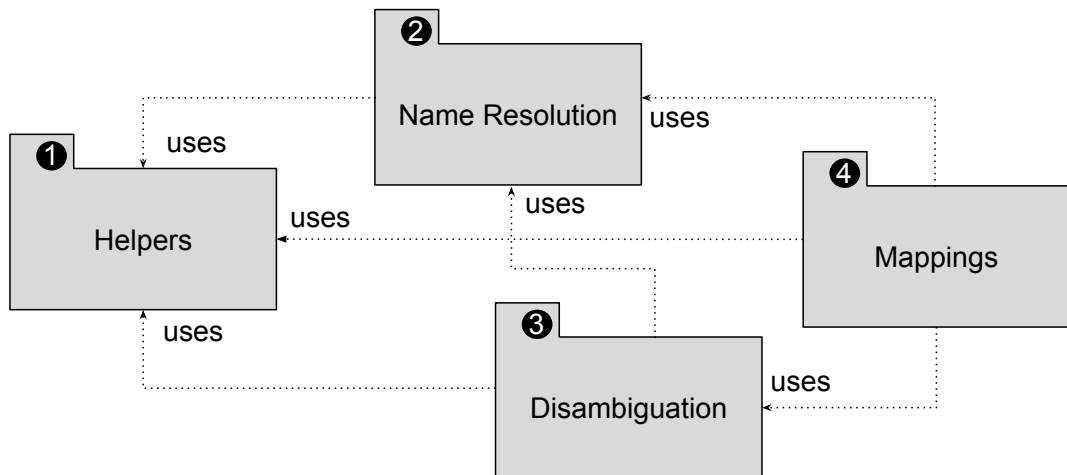 ❷
Name Resolution
uses
uses
❶
❹
uses
uses
Helpers
Mappings
❸
uses
uses
Disambiguation